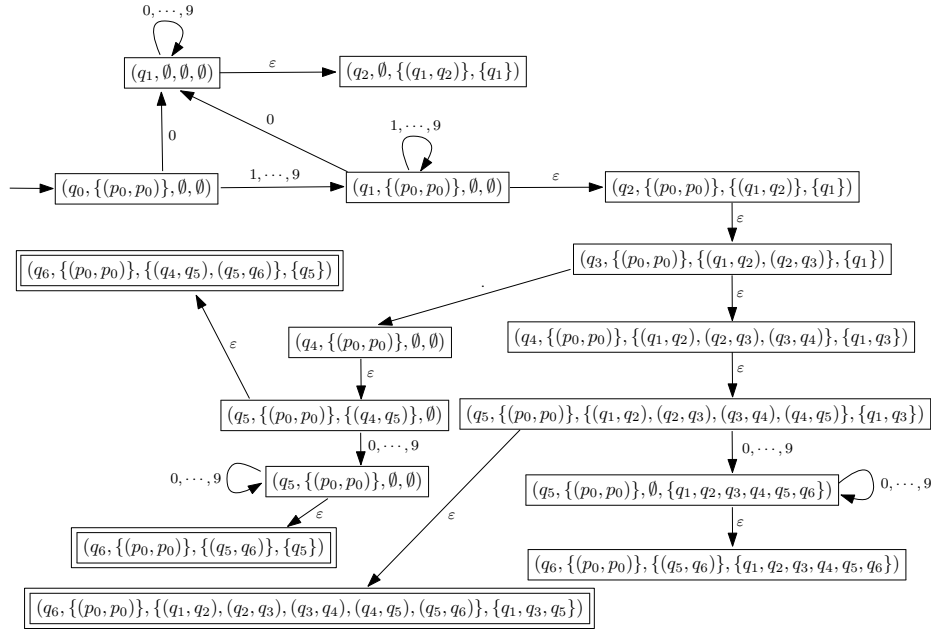 0, ⋯, 9
(q₁, ∅, ∅, ∅)
ε
(q₂, ∅, {(q₁, q₂)}, {q₁})
0
0
1, ⋯, 9
(q₀, {(p₀, p₀)}, ∅, ∅)
1, ⋯, 9
(q₁, {(p₀, p₀)}, ∅, ∅)
ε
(q₂, {(p₀, p₀)}, {(q₁, q₂)}, {q₁})
ε
(q₃, {(p₀, p₀)}, {(q₁, q₂), (q₂, q₃)}, {q₁})
(q₆, {(p₀, p₀)}, {(q₄, q₅), (q₅, q₆)}, {q₅})
.
ε
(q₄, {(p₀, p₀)}, ∅, ∅)
(q₄, {(p₀, p₀)}, {(q₁, q₂), (q₂, q₃), (q₃, q₄)}, {q₁, q₃})
ε
ε
ε
(q₅, {(p₀, p₀)}, {(q₄, q₅)}, ∅)
(q₅, {(p₀, p₀)}, {(q₁, q₂), (q₂, q₃), (q₃, q₄), (q₄, q₅)}, {q₁, q₃})
0, ⋯, 9
0, ⋯, 9
0, ⋯, 9
(q₅, {(p₀, p₀)}, ∅, ∅)
(q₅, {(p₀, p₀)}, ∅, {q₁, q₂, q₃, q₄, q₅, q₆})
0, ⋯, 9
ε
ε
ε
(q₆, {(p₀, p₀)}, {(q₅, q₆)}, {q₅})
(q₆, {(p₀, p₀)}, {(q₅, q₆)}, {q₁, q₂, q₃, q₄, q₅, q₆})
(q₆, {(p₀, p₀)}, {(q₁, q₂), (q₂, q₃), (q₃, q₄), (q₄, q₅), (q₅, q₆)}, {q₁, q₃, q₅})